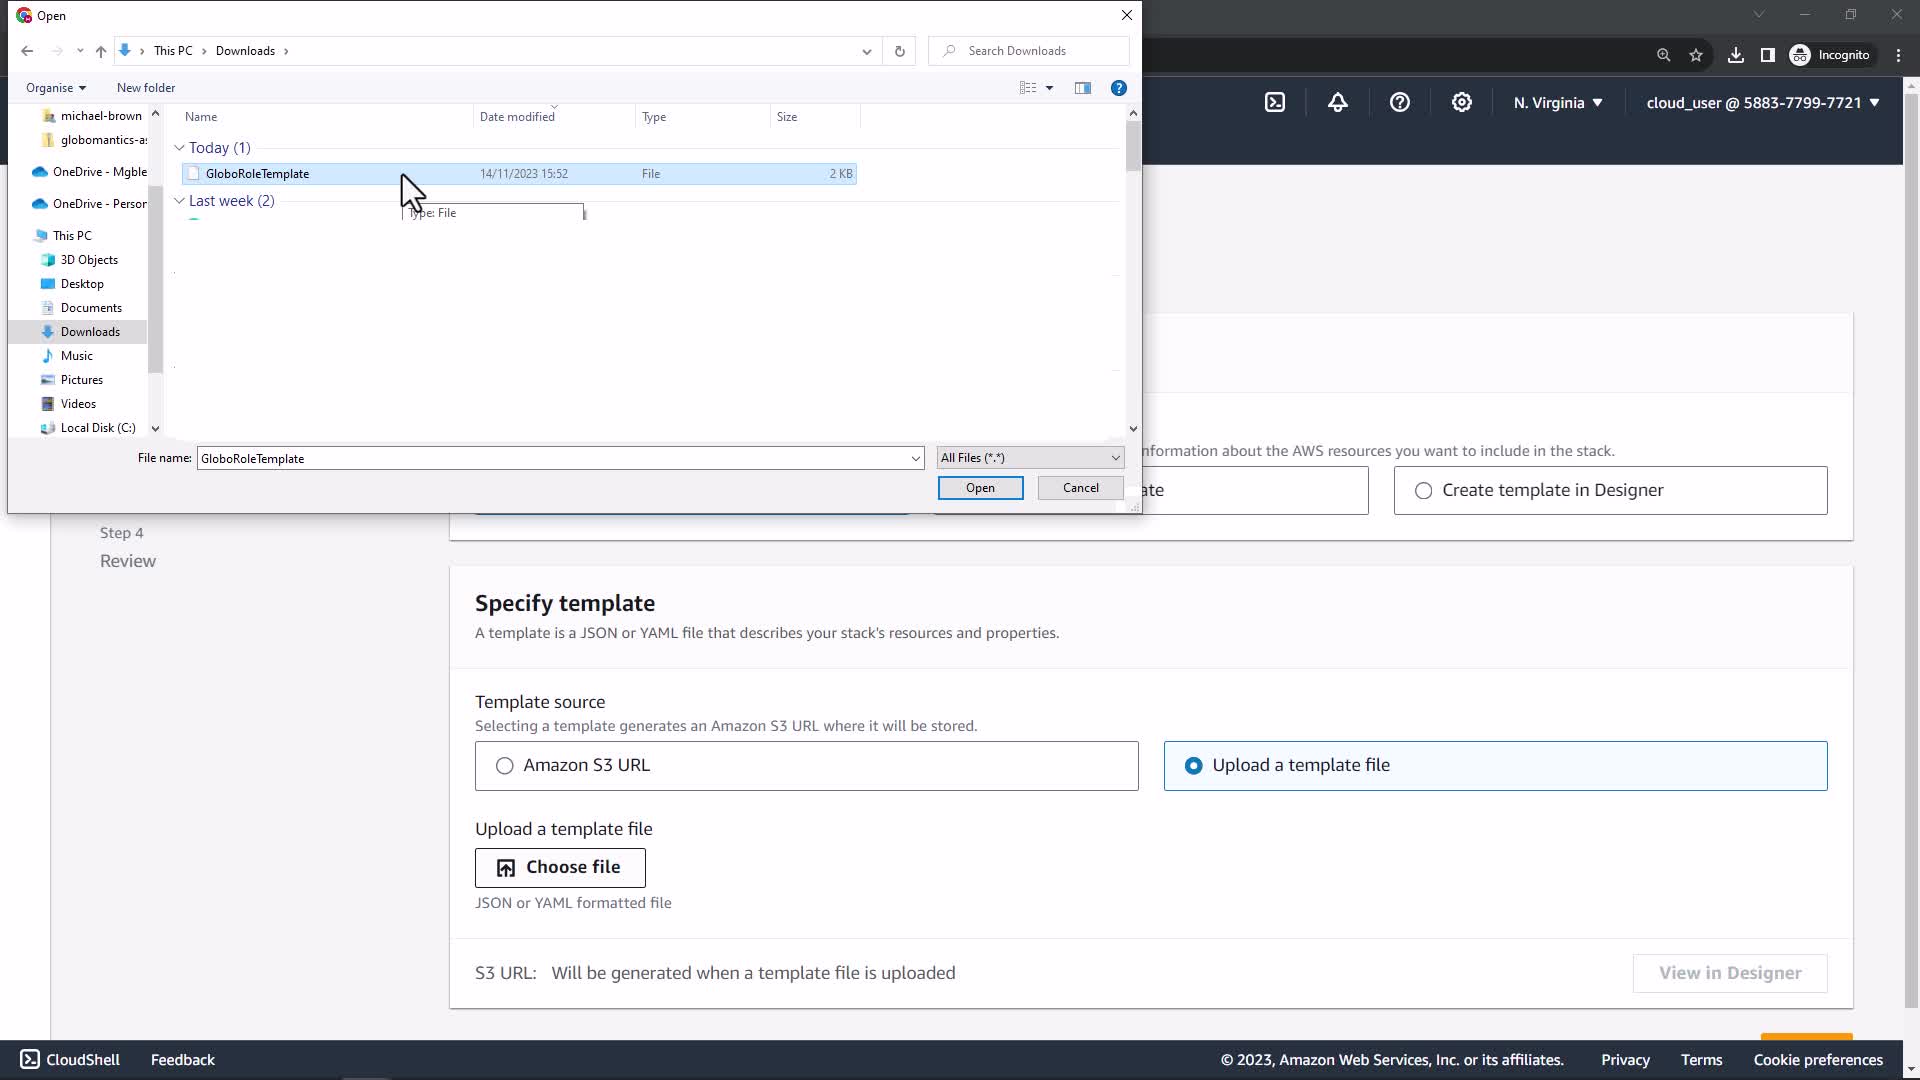 Open
This PC > Downloads >
Search Downloads
Organise
New folder
Incognito
N. Virginia
cloud_user @ 5883-7799-7721
michael-brown
globomantics-as
OneDrive - Mgble
OneDrive - Person
This PC
3D Objects
Desktop
Documents
Downloads
Music
Pictures
Videos
Local Disk (C:)
Name
Date modified
Type
Size
Today (1)
GloboRoleTemplate
14/11/2023 15:52
File
2 KB
Last week (2)
Type: File
File name:
GloboRoleTemplate
All Files (*.*)
Open
Cancel
nformation about the AWS resources you want to include in the stack.
ate
Create template in Designer
Step 4
Review
Specify template
A template is a JSON or YAML file that describes your stack's resources and properties.
Template source
Selecting a template generates an Amazon S3 URL where it will be stored.
Amazon S3 URL
Upload a template file
Upload a template file
Choose file
JSON or YAML formatted file
S3 URL: Will be generated when a template file is uploaded
View in Designer
CloudShell
Feedback
© 2023, Amazon Web Services, Inc. or its affiliates.
Privacy
Terms
Cookie preferences